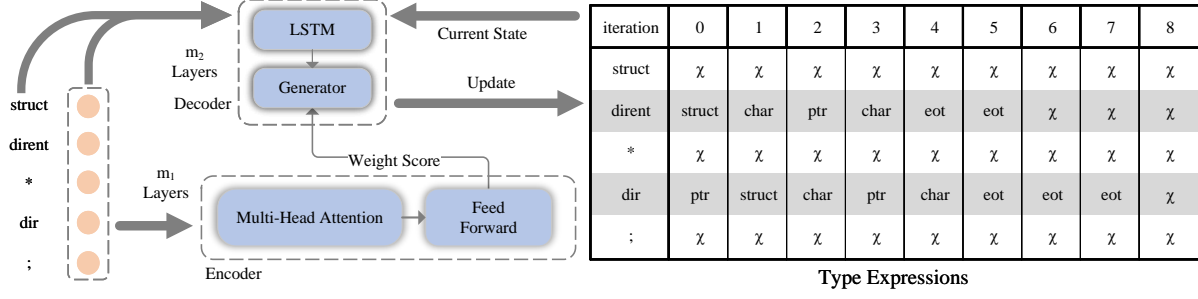 struct
dirent
*
dir
;
m2
Layers
Decoder
LSTM
Generator
Current State
Update
Weight Score
m1
Layers
Multi-Head Attention
Feed
Forward
Encoder
iteration 0 1 2 3 4 5 6 7 8
struct χ χ χ χ χ χ χ χ χ
dirent struct char ptr char eot eot χ χ χ
* χ χ χ χ χ χ χ χ χ
dir ptr struct char ptr char eot eot eot χ
; χ χ χ χ χ χ χ χ χ
Type Expressions